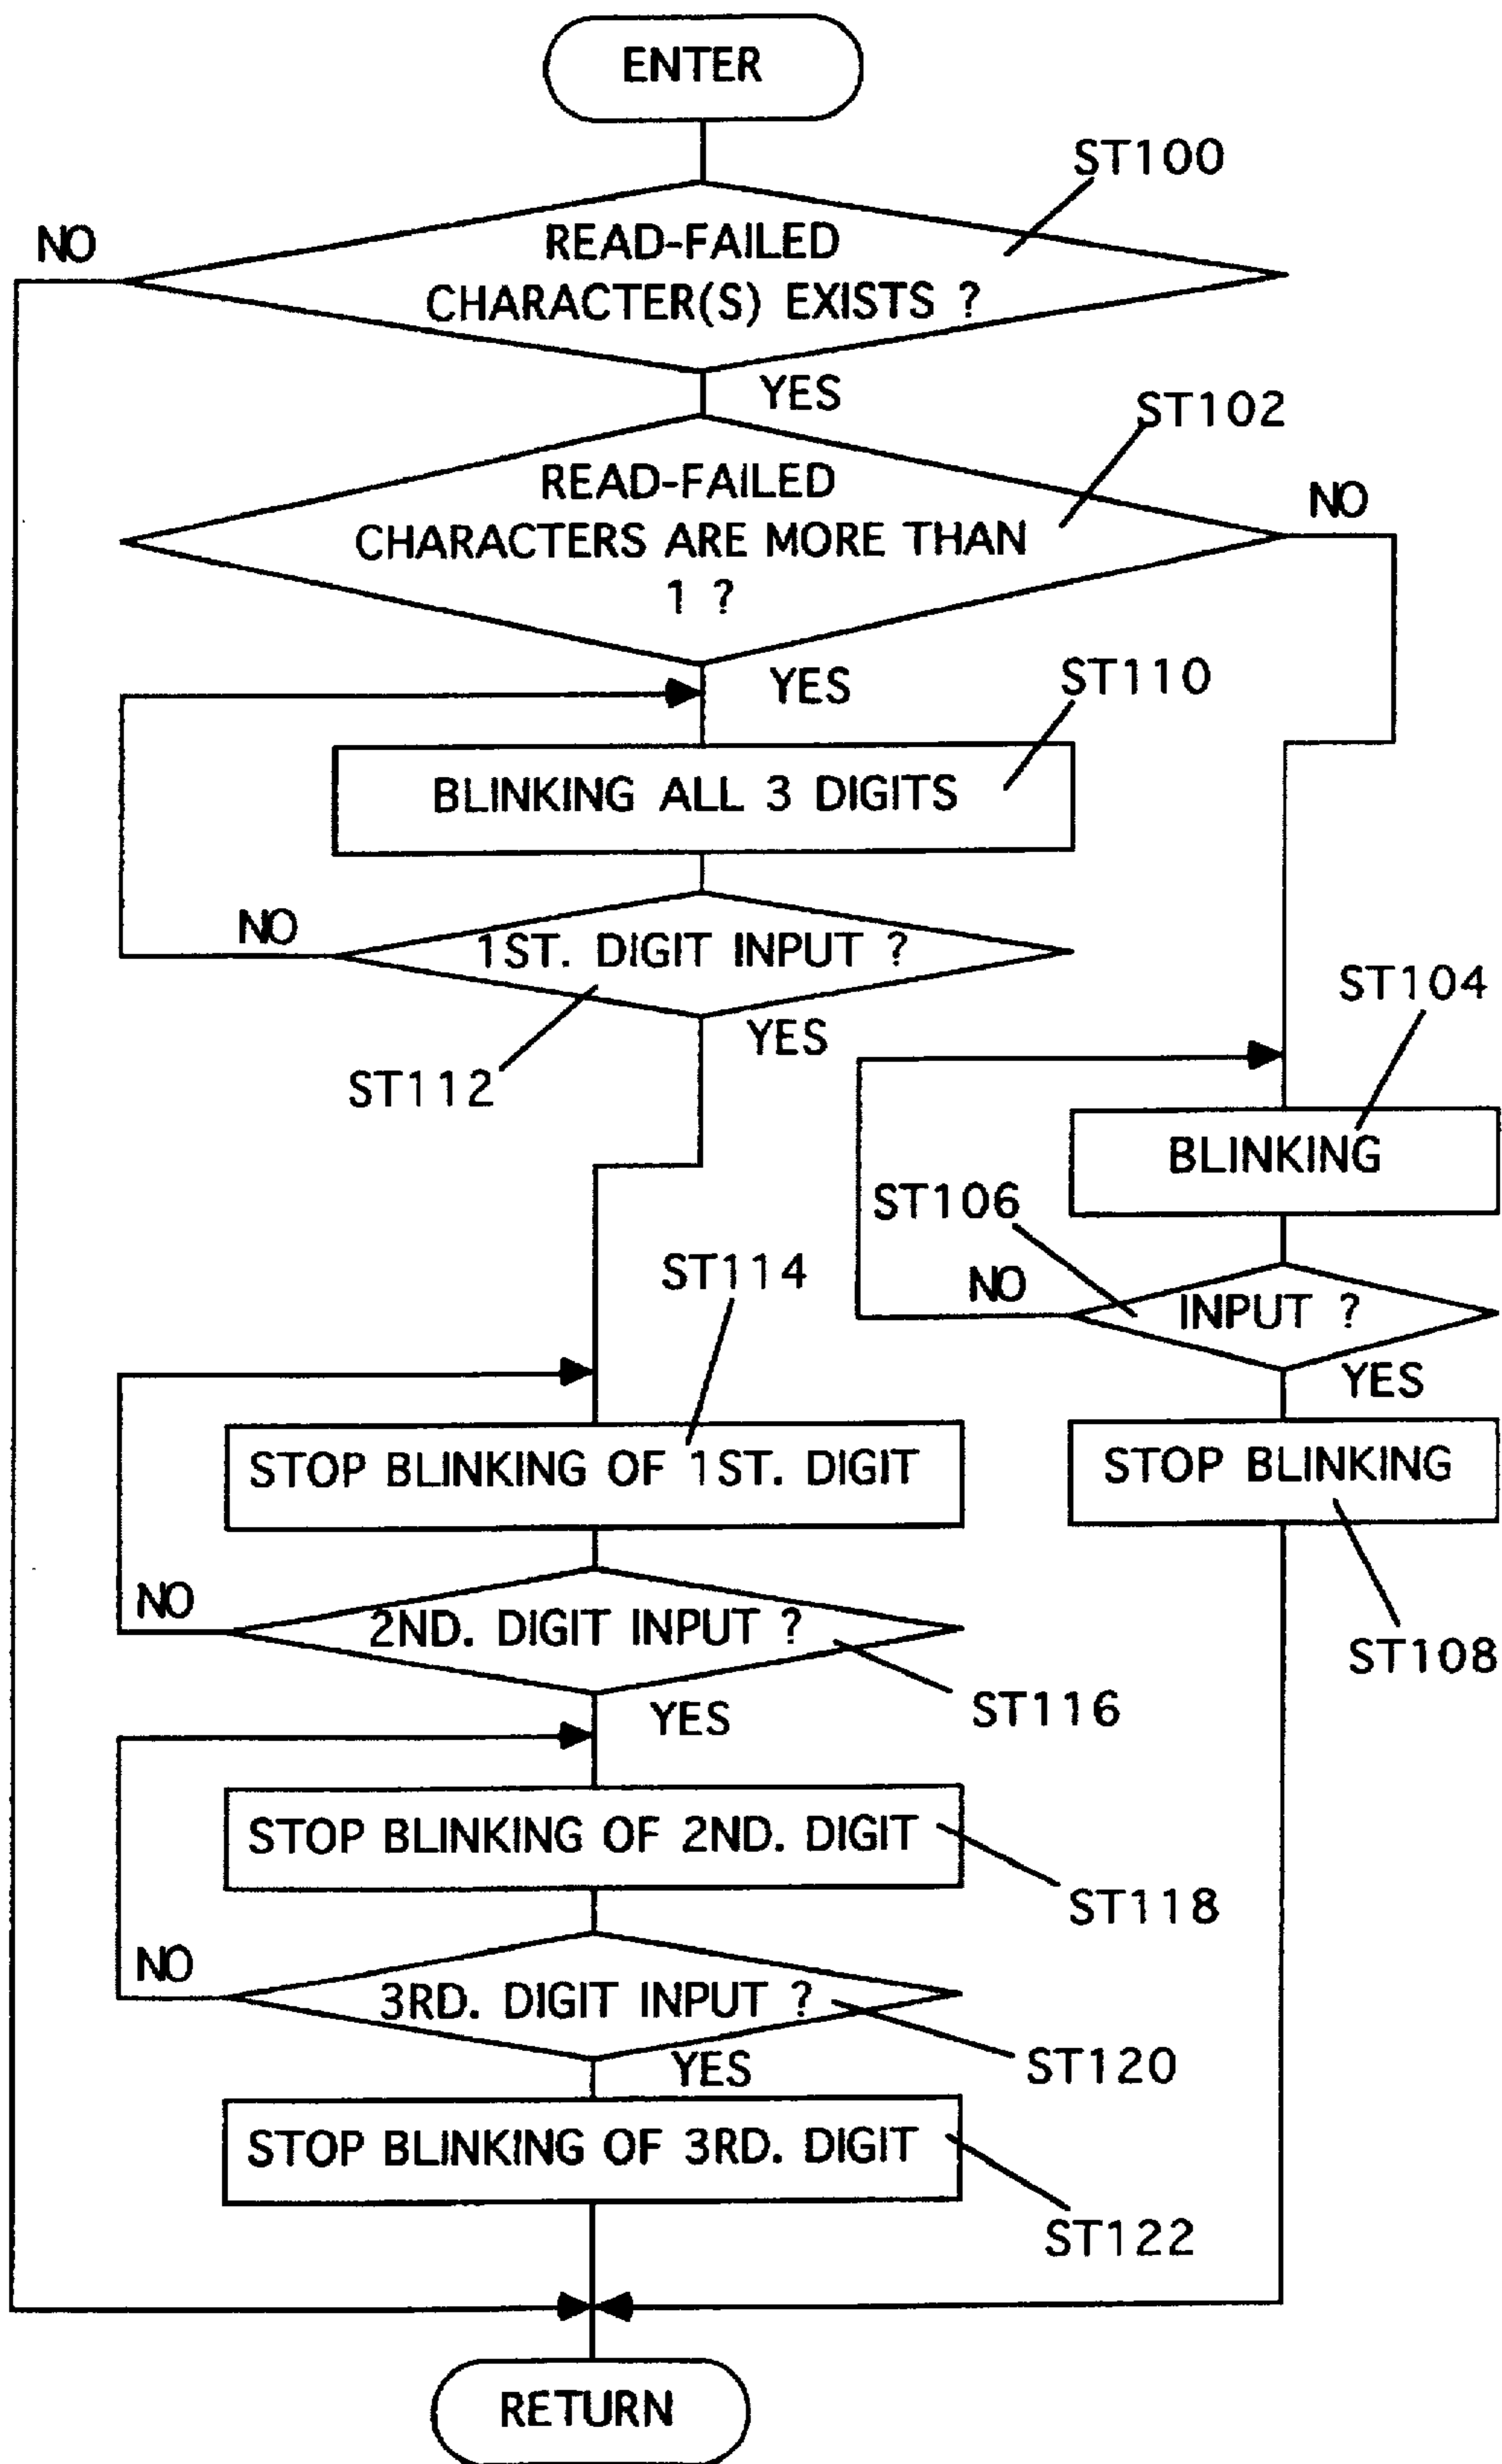 ENTER
ST100
NO
READ-FAILED
CHARACTER(S) EXISTS ?
YES
ST102
READ-FAILED
CHARACTERS ARE MORE THAN
1 ?
NO
YES
ST110
BLINKING ALL 3 DIGITS
NO
1ST. DIGIT INPUT ?
YES
ST112
ST104
BLINKING
ST106
NO
INPUT ?
YES
STOP BLINKING
ST108
ST114
STOP BLINKING OF 1ST. DIGIT
NO
2ND. DIGIT INPUT ?
ST116
YES
STOP BLINKING OF 2ND. DIGIT
ST118
NO
3RD. DIGIT INPUT ?
ST120
YES
STOP BLINKING OF 3RD. DIGIT
ST122
RETURN